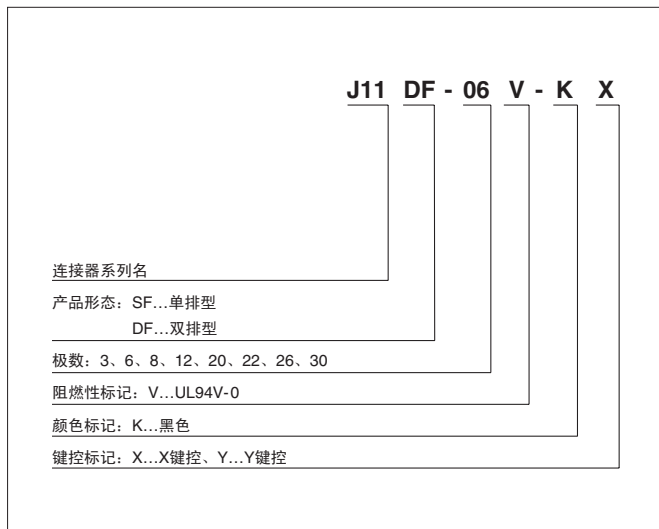 J11 DF - 06 V - K X
连接器系列名
产品形态：SF…单排型
DF…双排型
极数：3、6、8、12、20、22、26、30
阻燃性标记：V…UL94V-0
颜色标记：K…黑色
键控标记：X…X键控、Y…Y键控